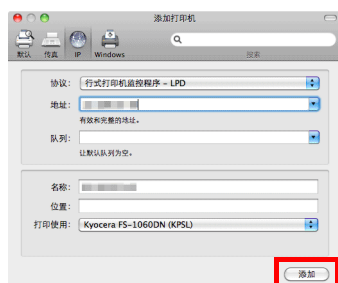 添加打印机
默认 传真 IP Windows 搜索
协议： 行式打印机监控程序 - LPD
地址：
有效和完整的地址。
队列：
让默认队列为空。
名称：
位置：
打印使用： Kyocera FS-1060DN (KPSL)
添加